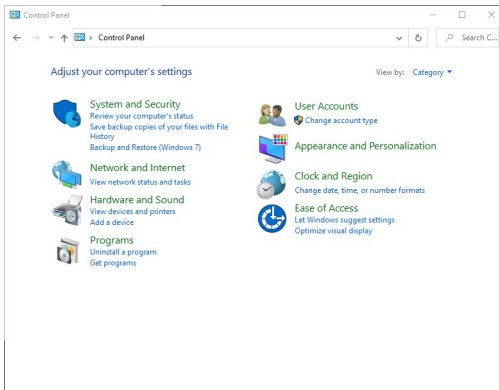 Control Panel
Control Panel
Search C...
Adjust your computer's settings
View by: Category
System and Security
Review your computer's status
Save backup copies of your files with File
History
Backup and Restore (Windows 7)
Network and Internet
View network status and tasks
Hardware and Sound
View devices and printers
Add a device
Programs
Uninstall a program
Get programs
User Accounts
Change account type
Appearance and Personalization
Clock and Region
Change date, time, or number formats
Ease of Access
Let Windows suggest settings
Optimize visual display